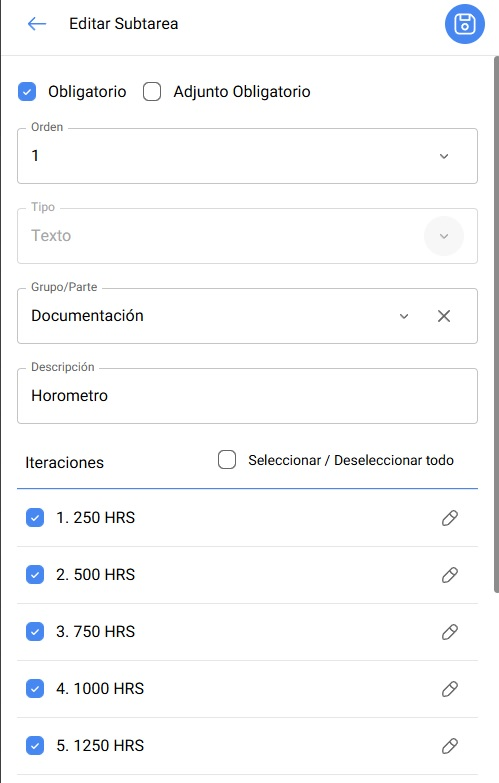 Editar Subtarea
Obligatorio Adjunto Obligatorio
Orden
1
Tipo
Texto
Grupo/Parte
Documentación
Descripción
Horometro
Iteraciones Seleccionar / Deseleccionar todo
1. 250 HRS
2. 500 HRS
3. 750 HRS
4. 1000 HRS
5. 1250 HRS